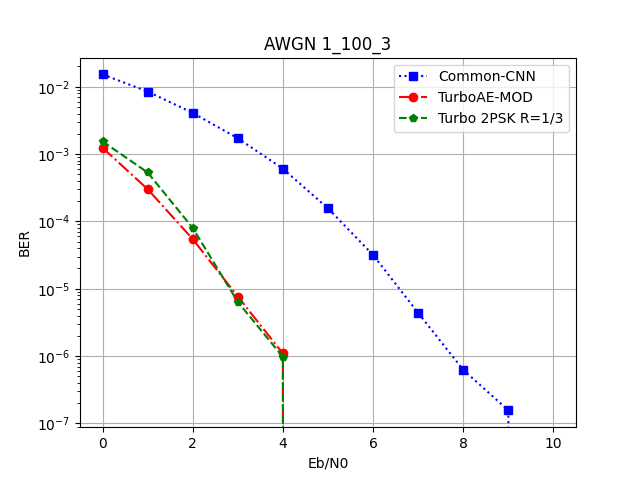 AWGN 1_100_3
Common-CNN
TurboAE-MOD
Turbo 2PSK R=1/3
10⁻²
10⁻³
10⁻⁴
10⁻⁵
10⁻⁶
10⁻⁷
BER
0 2 4 6 8 10
Eb/N0